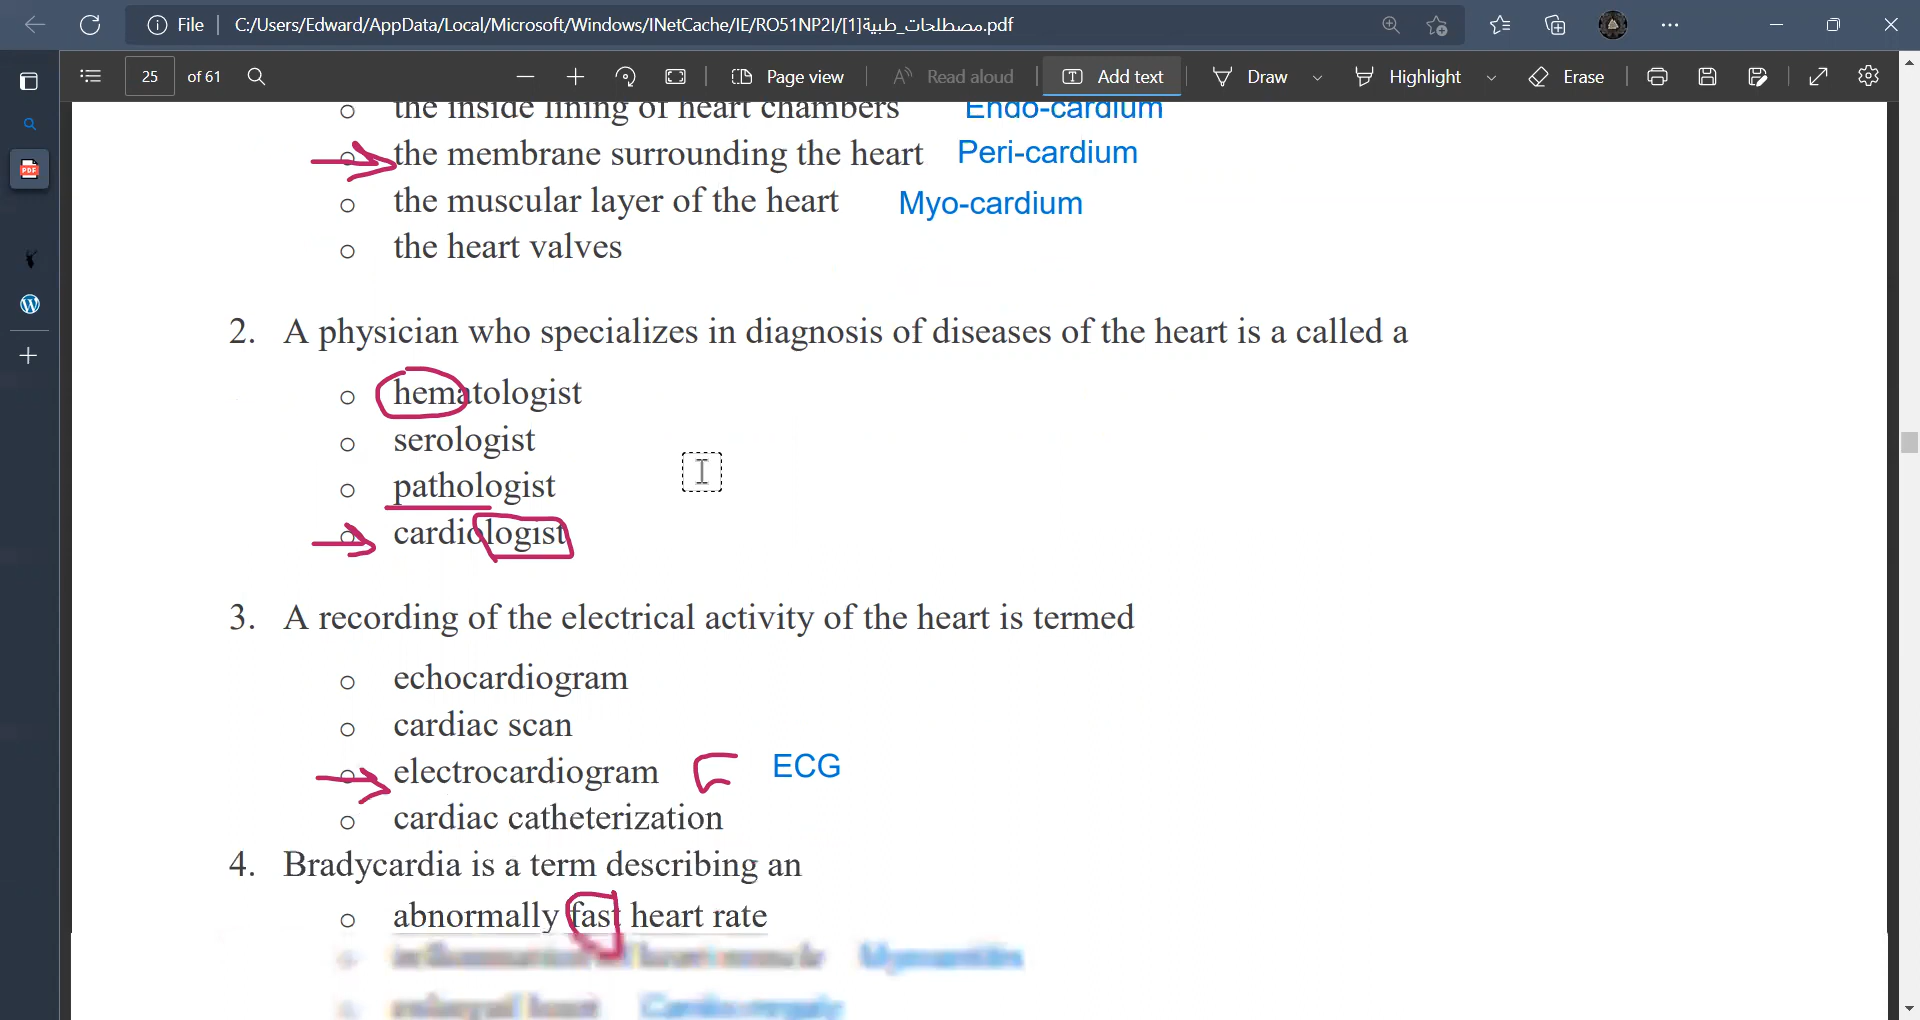 File C:/Users/Edward/AppData/Local/Microsoft/Windows/INetCache/IE/RO51NP2I/[1]مصطلحات_طبية.pdf
25 of 61 Page view Read aloud Add text Draw Highlight Erase
PDF
the inside lining of heart chambers Endo-cardium
the membrane surrounding the heart Peri-cardium
the muscular layer of the heart Myo-cardium
the heart valves
2. A physician who specializes in diagnosis of diseases of the heart is a called a
hematologist
serologist
pathologist
cardiologist
3. A recording of the electrical activity of the heart is termed
echocardiogram
cardiac scan
electrocardiogram ECG
cardiac catheterization
4. Bradycardia is a term describing an
abnormally fast heart rate